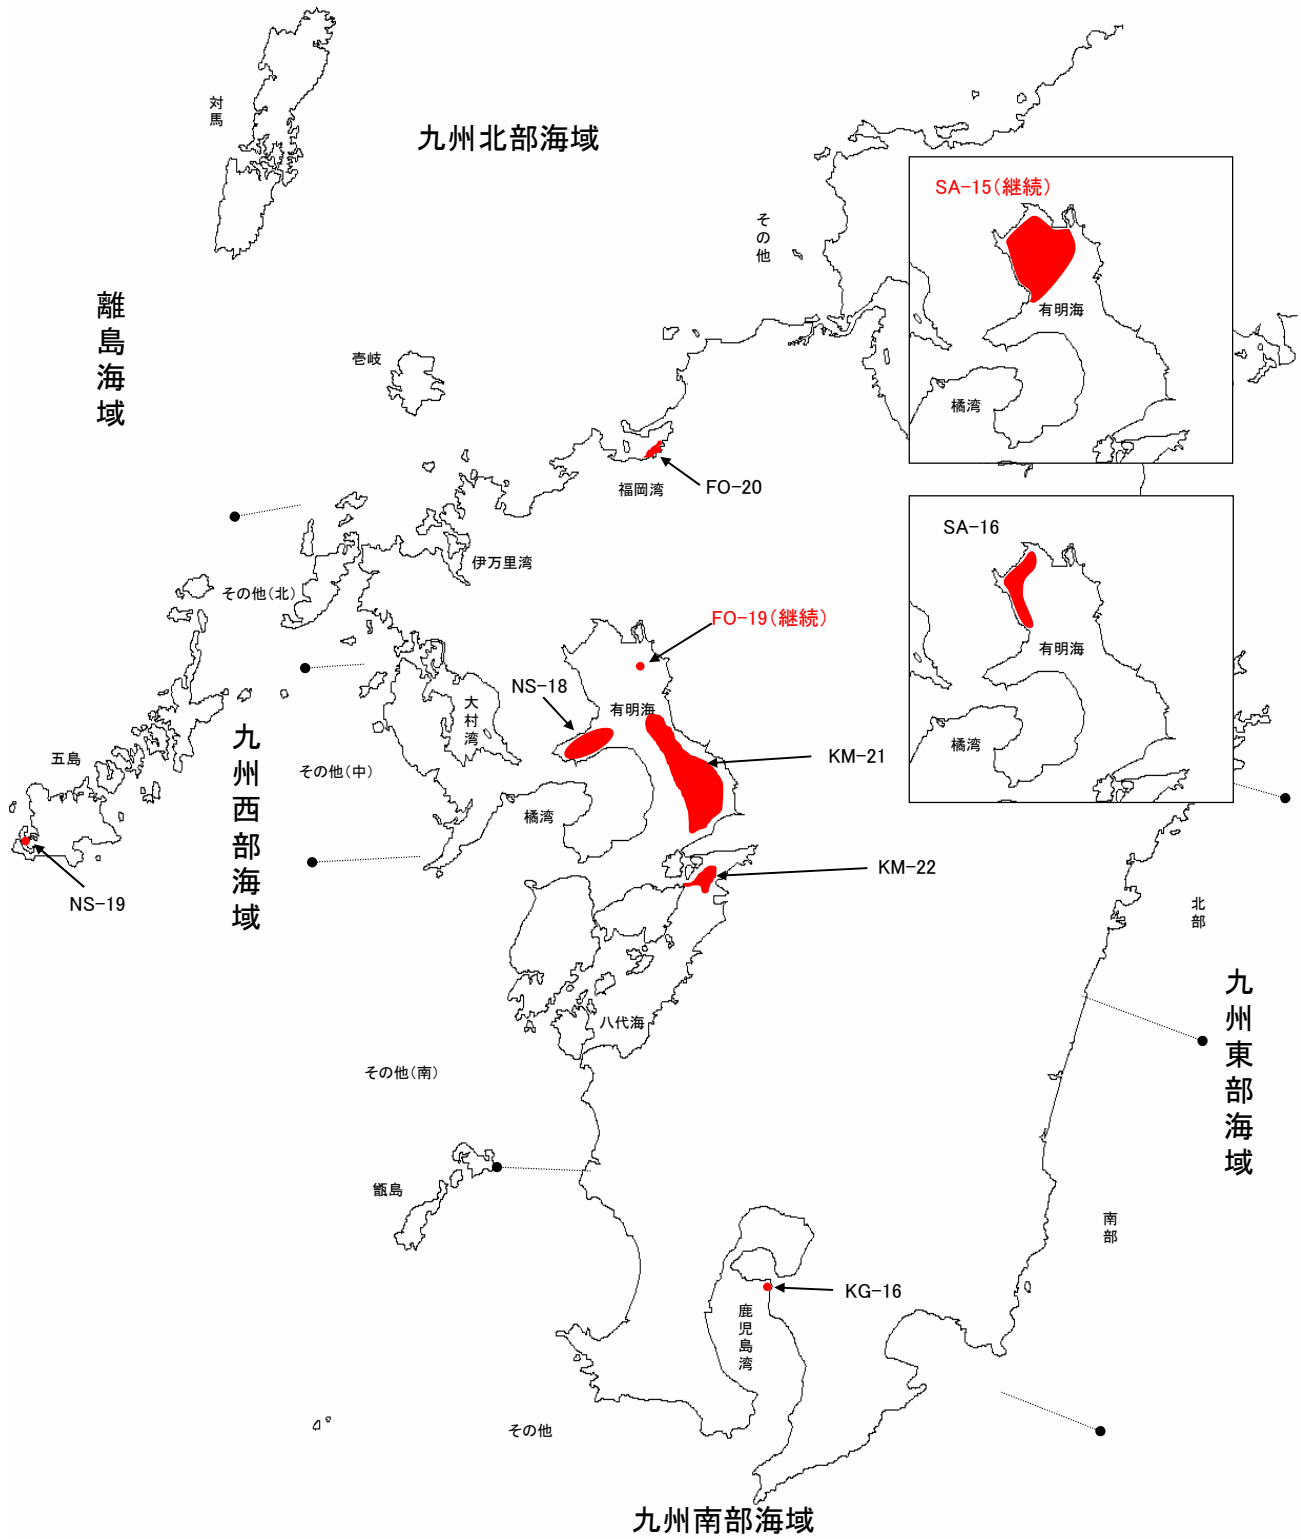 対馬
九州北部海域
その他
SA-15(継続)
有明海
橘湾
離島海域
壱岐
福岡湾
FO-20
SA-16
有明海
橘湾
伊万里湾
その他(北)
FO-19(継続)
NS-18
大村湾
有明海
九州西部海域
五島
その他(中)
KM-21
橘湾
KM-22
NS-19
北部
九州東部海域
八代海
その他(南)
甑島
南部
KG-16
鹿児島湾
その他
九州南部海域